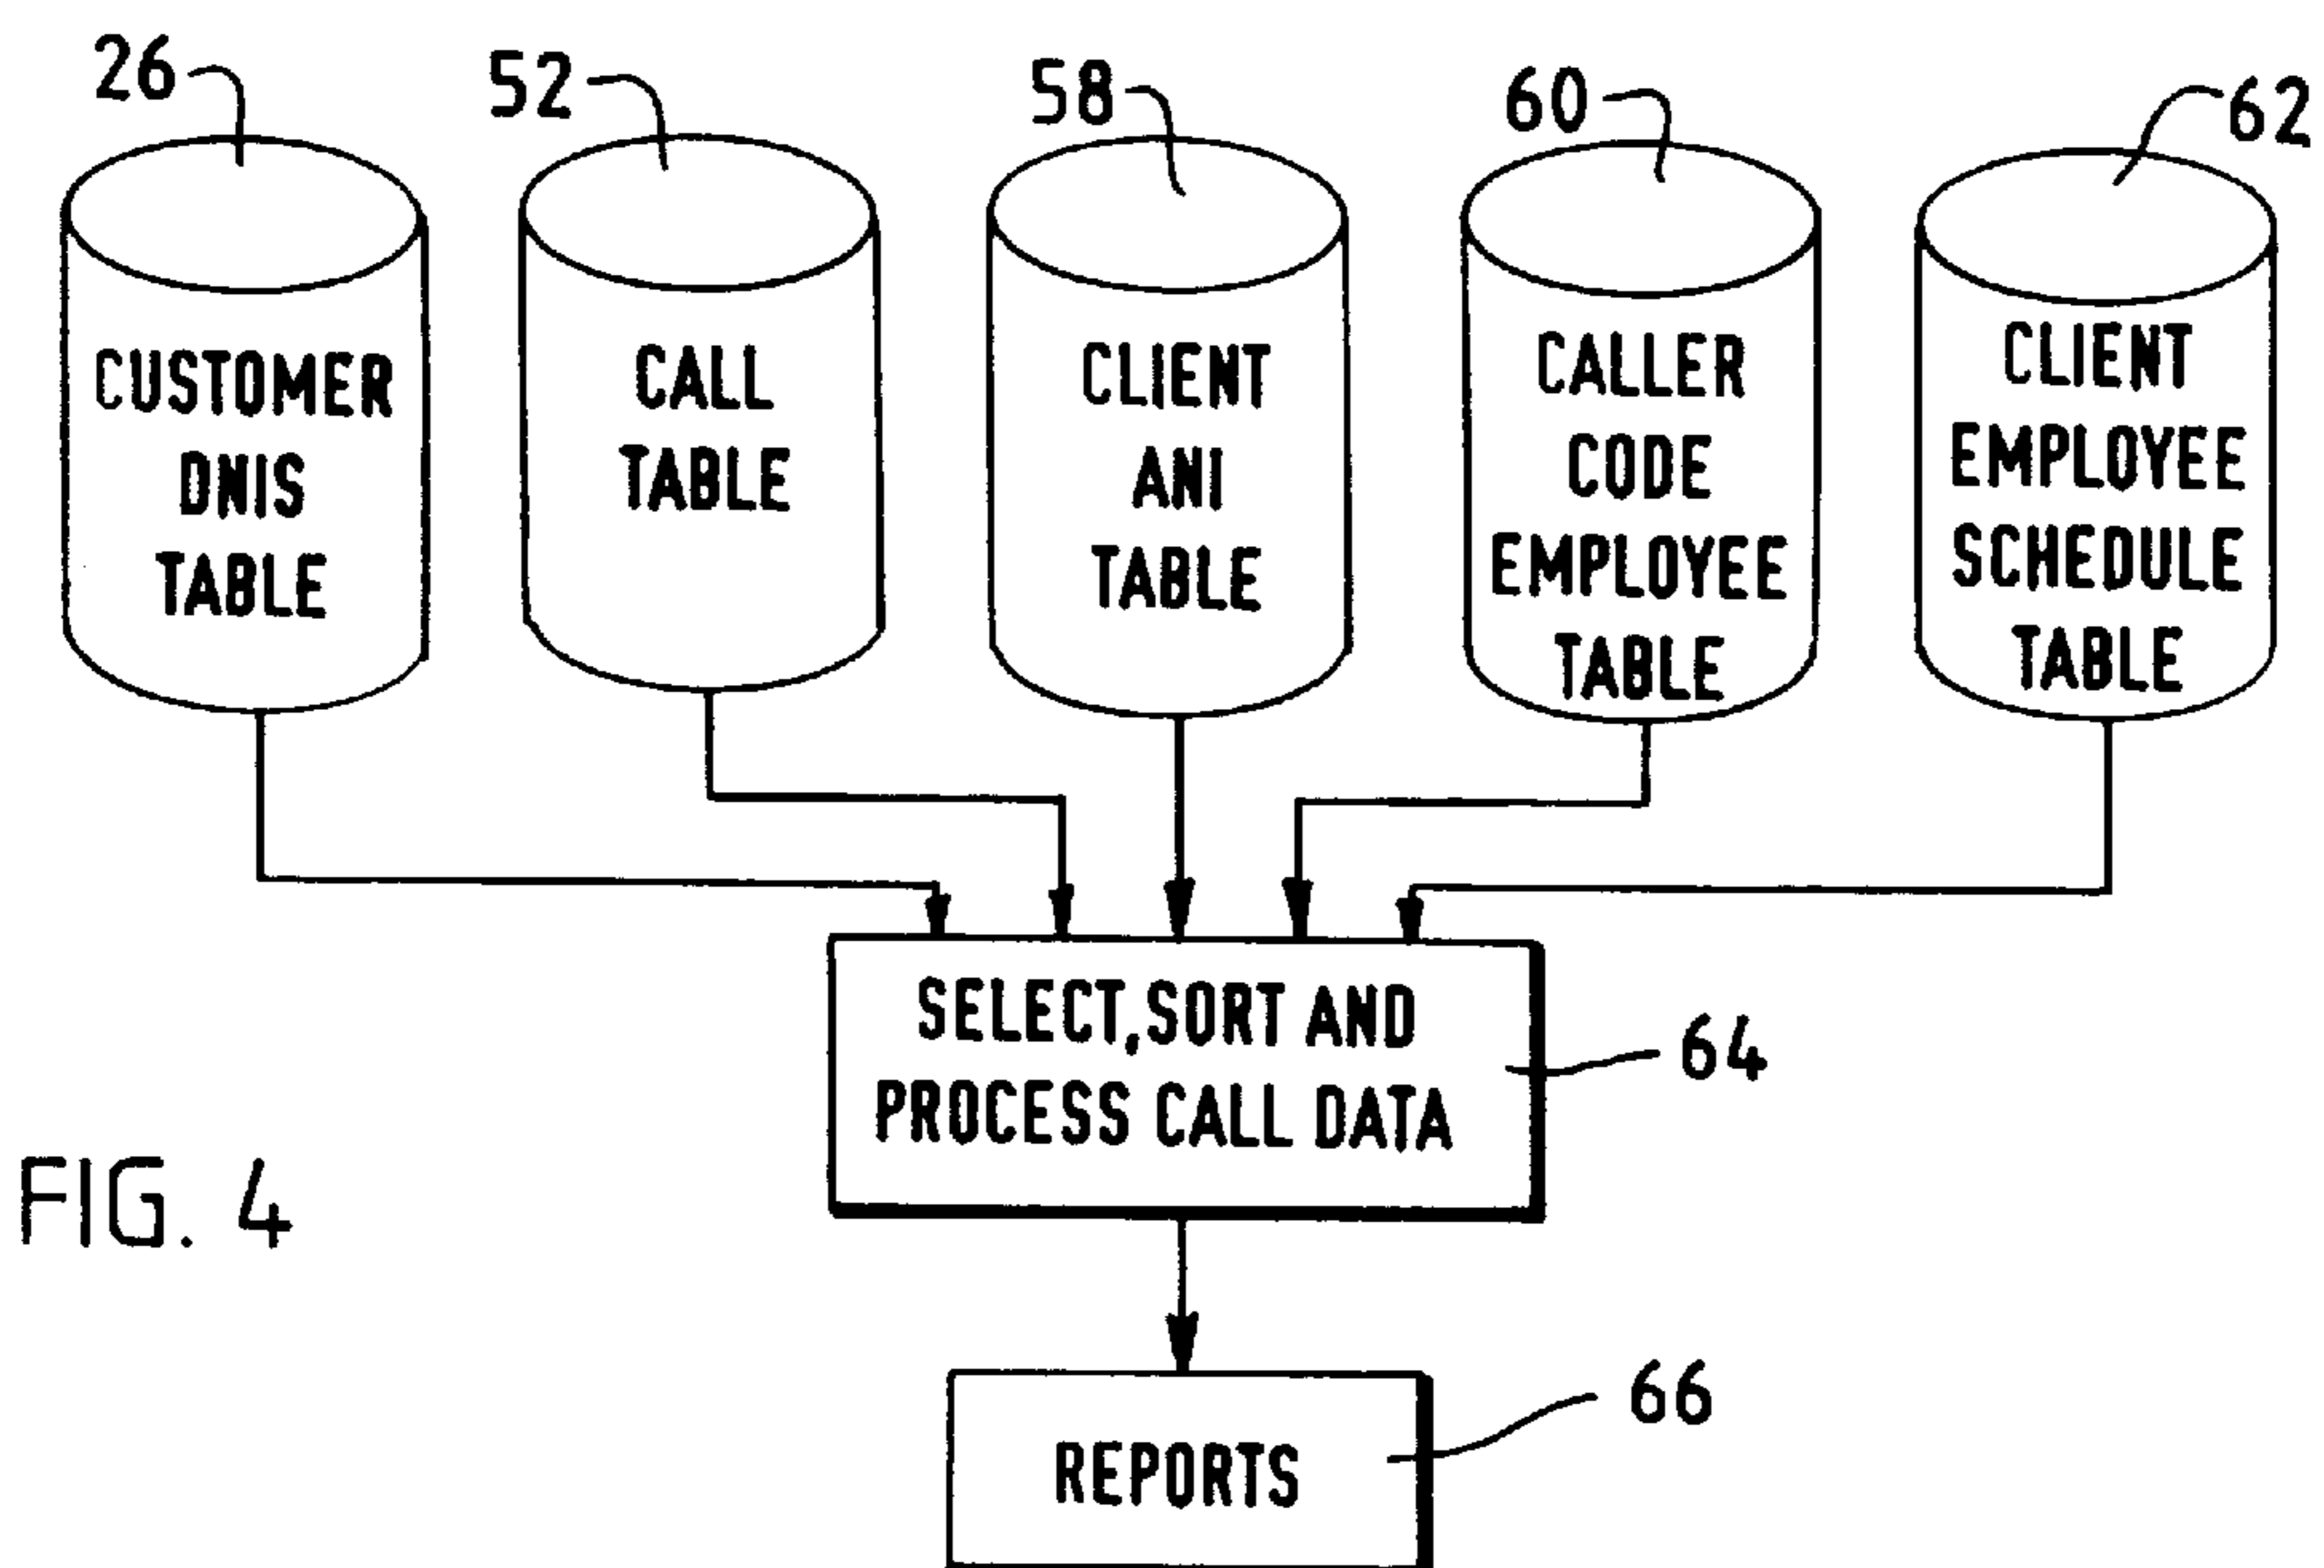 26
52
58
60
62
CUSTOMER
DNIS
TABLE
CALL
TABLE
CLIENT
ANI
TABLE
CALLER
CODE
EMPLOYEE
TABLE
CLIENT
EMPLOYEE
SCHEDULE
TABLE
SELECT,SORT AND
PROCESS CALL DATA
64
FIG. 4
REPORTS
66